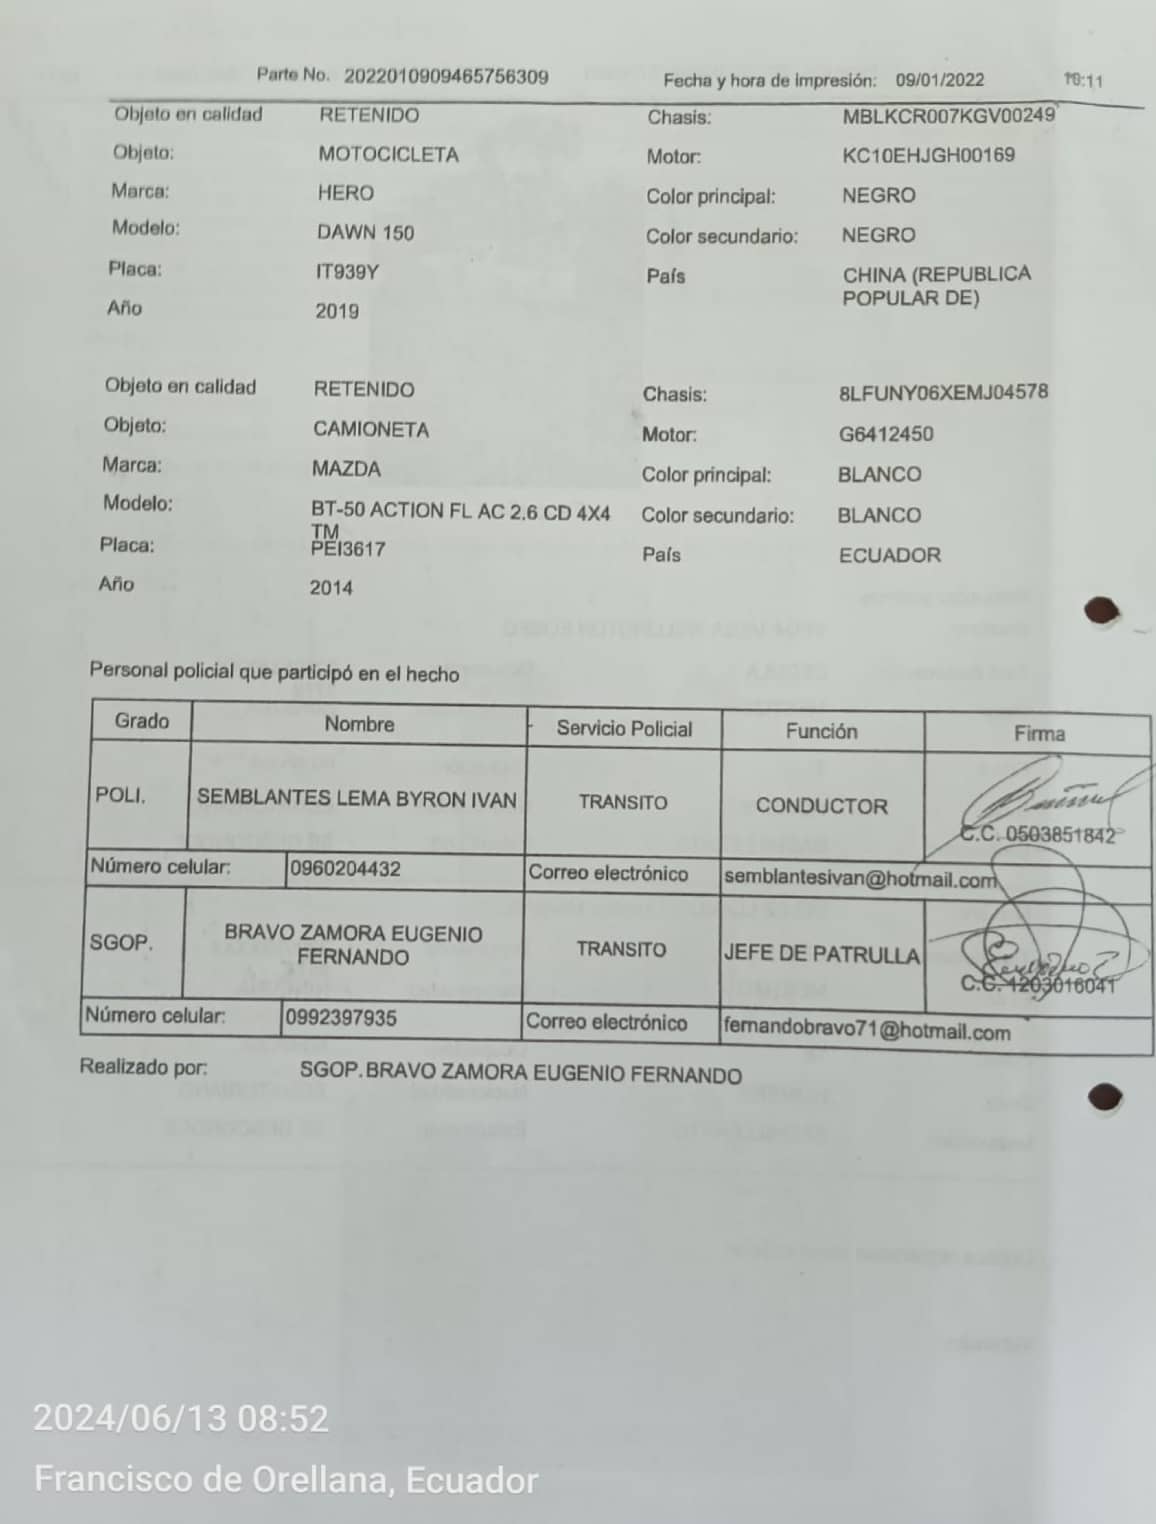 Parte No. 2022010909465756309 Fecha y hora de impresión: 09/01/2022 10:11
Objeto en calidad RETENIDO Chasis: MBLKCR007KGV00249
Objeto: MOTOCICLETA Motor: KC10EHJGH00169
Marca: HERO Color principal: NEGRO
Modelo: DAWN 150 Color secundario: NEGRO
Placa: IT939Y País CHINA (REPUBLICA
POPULAR DE)
Año 2019
Objeto en calidad RETENIDO Chasis: 8LFUNY06XEMJ04578
Objeto: CAMIONETA Motor: G6412450
Marca: MAZDA Color principal: BLANCO
Modelo: BT-50 ACTION FL AC 2.6 CD 4X4 Color secundario: BLANCO
TM
Placa: PEI3617 País ECUADOR
Año 2014
Personal policial que participó en el hecho
Grado Nombre Servicio Policial Función Firma
POLI. SEMBLANTES LEMA BYRON IVAN TRANSITO CONDUCTOR
C.C. 0503851842
Número celular: 0960204432 Correo electrónico semblantesivan@hotmail.com
SGOP. BRAVO ZAMORA EUGENIO
FERNANDO TRANSITO JEFE DE PATRULLA
C.C. 1203016041
Número celular: 0992397935 Correo electrónico fernandobravo71@hotmail.com
Realizado por: SGOP. BRAVO ZAMORA EUGENIO FERNANDO
2024/06/13 08:52
Francisco de Orellana, Ecuador